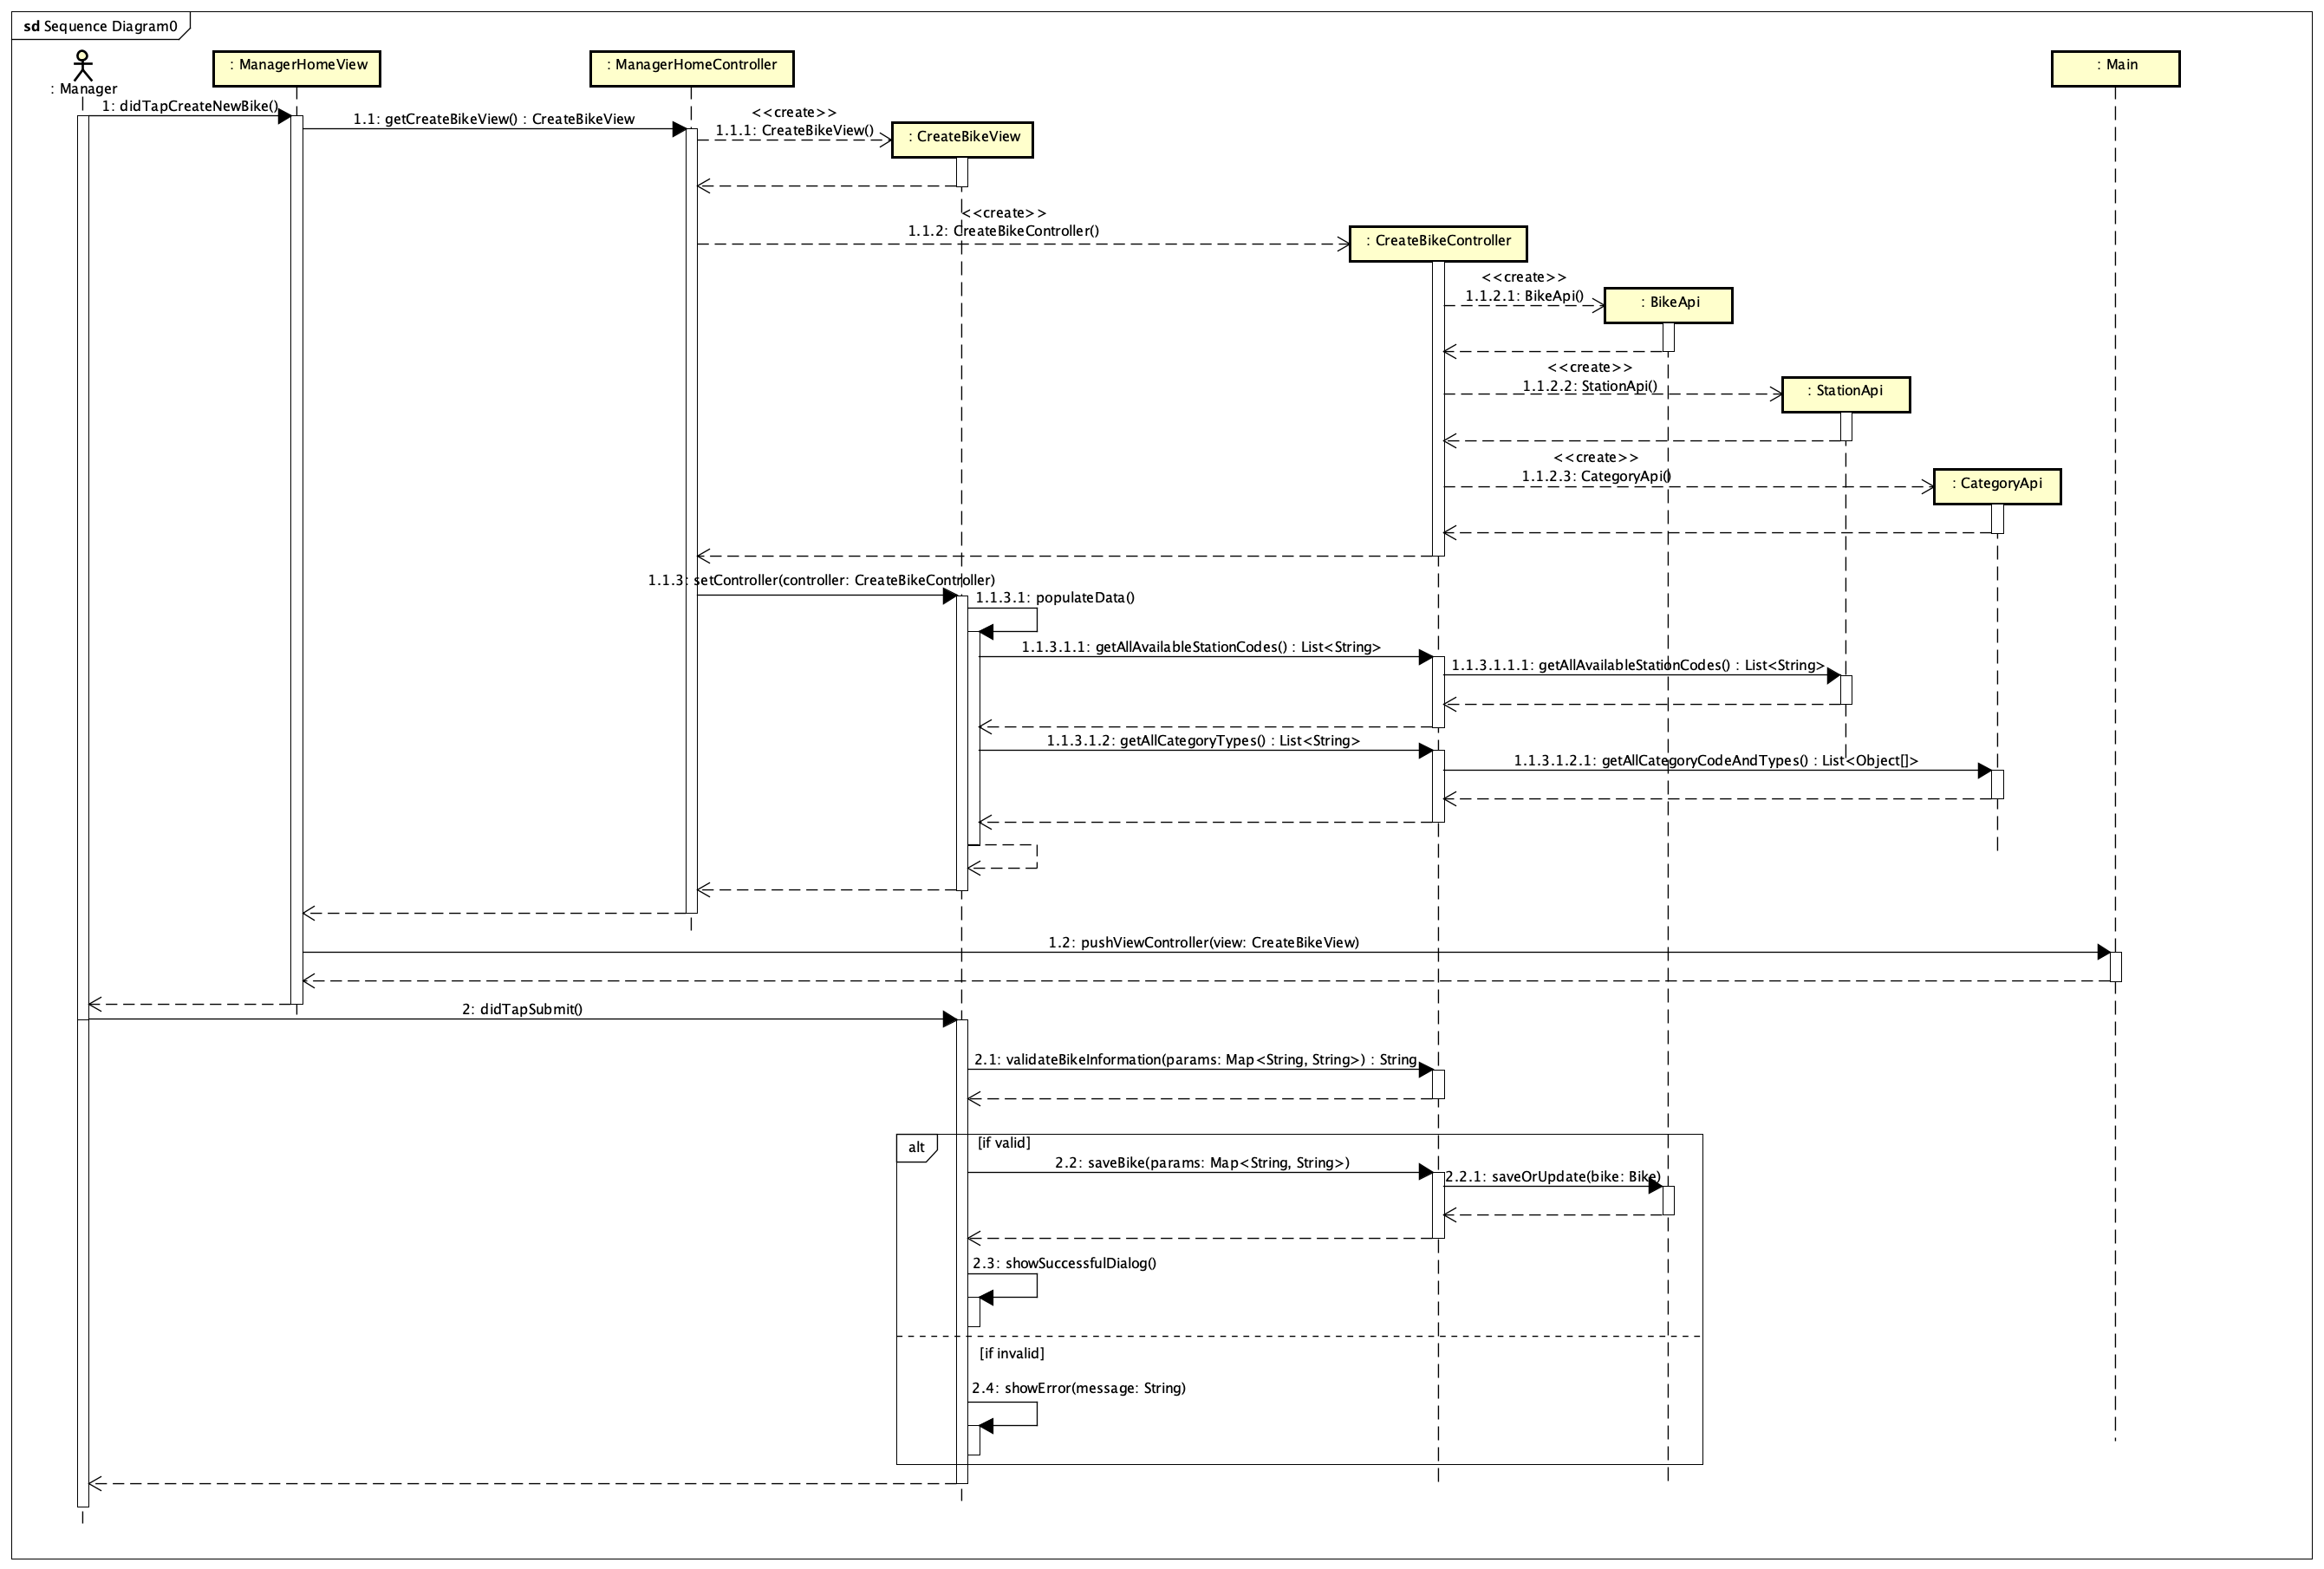 sd Sequence Diagram0
: Manager
: ManagerHomeView
: ManagerHomeController
: Main
1: didTapCreateNewBike()
1.1: getCreateBikeView() : CreateBikeView
<<create>>
1.1.1: CreateBikeView()
: CreateBikeView
<<create>>
1.1.2: CreateBikeController()
: CreateBikeController
<<create>>
1.1.2.1: BikeApi()
: BikeApi
<<create>>
1.1.2.2: StationApi()
: StationApi
<<create>>
1.1.2.3: CategoryApi()
: CategoryApi
1.1.3: setController(controller: CreateBikeController)
1.1.3.1: populateData()
1.1.3.1.1: getAllAvailableStationCodes() : List<String>
1.1.3.1.1.1: getAllAvailableStationCodes() : List<String>
1.1.3.1.2: getAllCategoryTypes() : List<String>
1.1.3.1.2.1: getAllCategoryCodeAndTypes() : List<Object[]>
1.2: pushViewController(view: CreateBikeView)
2: didTapSubmit()
2.1: validateBikeInformation(params: Map<String, String>) : String
alt
[if valid]
2.2: saveBike(params: Map<String, String>)
2.2.1: saveOrUpdate(bike: Bike)
2.3: showSuccessfulDialog()
[if invalid]
2.4: showError(message: String)